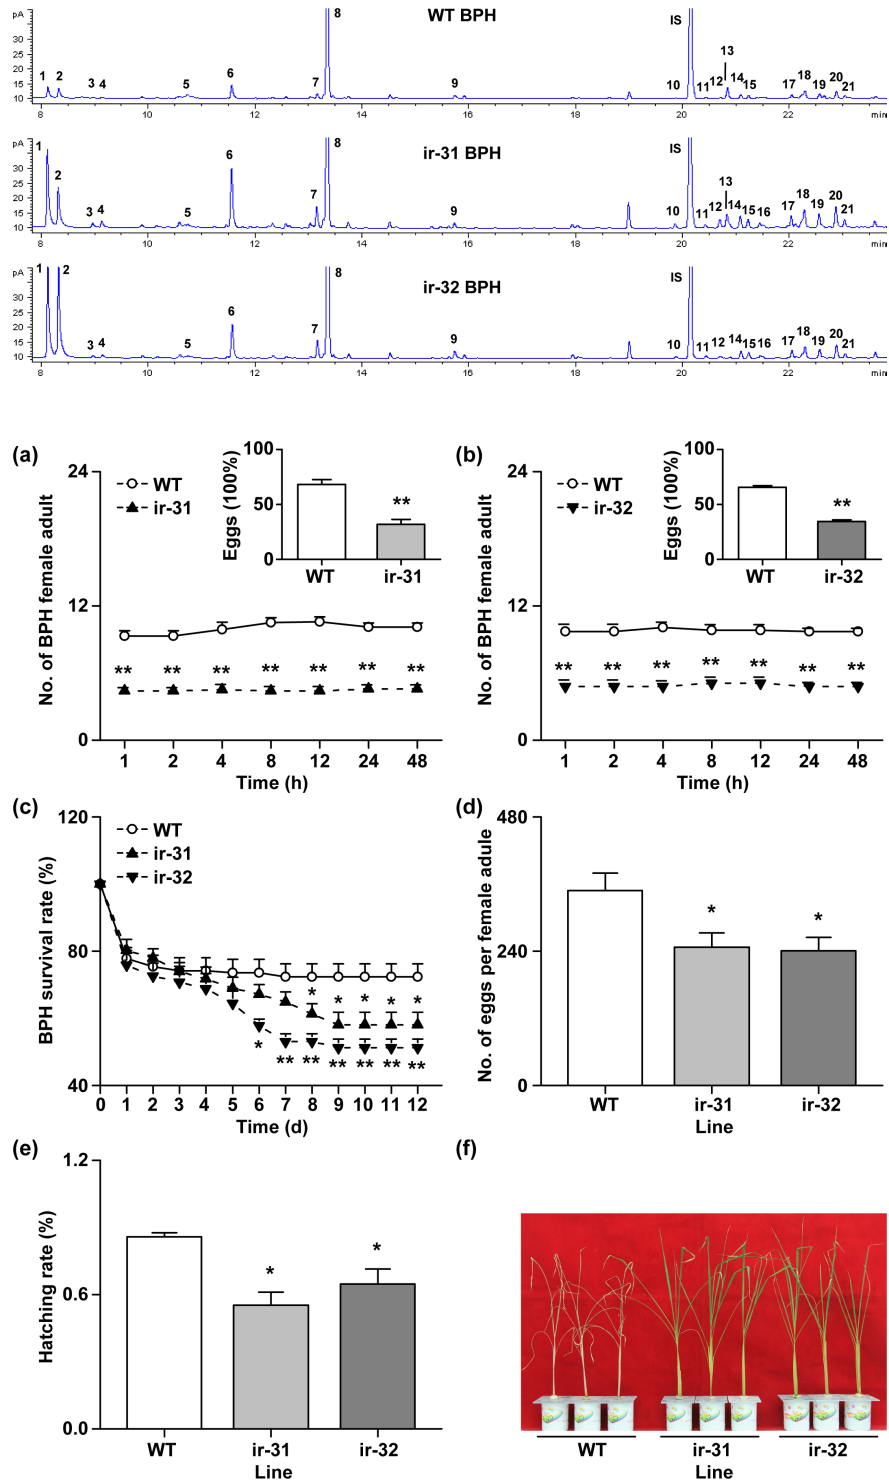 pA
WT BPH
35
30
25
20
15
10
1 2 3 4 5 6 7 8 9 10 IS 11 12 13 14 15 17 18 19 20 21
8 10 12 14 16 18 20 22 min
pA
ir-31 BPH
30
25
20
15
10
1 2 3 4 5 6 7 8 9 10 IS 11 12 13 14 15 16 17 18 19 20 21
8 10 12 14 16 18 20 22 min
pA
ir-32 BPH
30
25
20
15
10
1 2 3 4 5 6 7 8 9 10 IS 11 12 14 15 16 17 18 19 20 21
8 10 12 14 16 18 20 22 min
(a)
No. of BPH female adult
24
12
0
WT
ir-31
Eggs (100%)
100
50
0
**
WT ir-31
** ** ** ** ** ** **
1 2 4 8 12 24 48
Time (h)
(b)
No. of BPH female adult
24
12
0
WT
ir-32
Eggs (100%)
100
50
0
**
WT ir-32
** ** ** ** ** ** **
1 2 4 8 12 24 48
Time (h)
(c)
BPH survival rate (%)
120
80
40
WT
ir-31
ir-32
* * * * *
* ** ** ** ** ** **
0 1 2 3 4 5 6 7 8 9 10 11 12
Time (d)
(d)
No. of eggs per female adule
480
240
0
* *
WT ir-31 ir-32
Line
(e)
Hatching rate (%)
1.2
0.6
0.0
* *
WT ir-31 ir-32
Line
(f)
WT ir-31 ir-32
Line